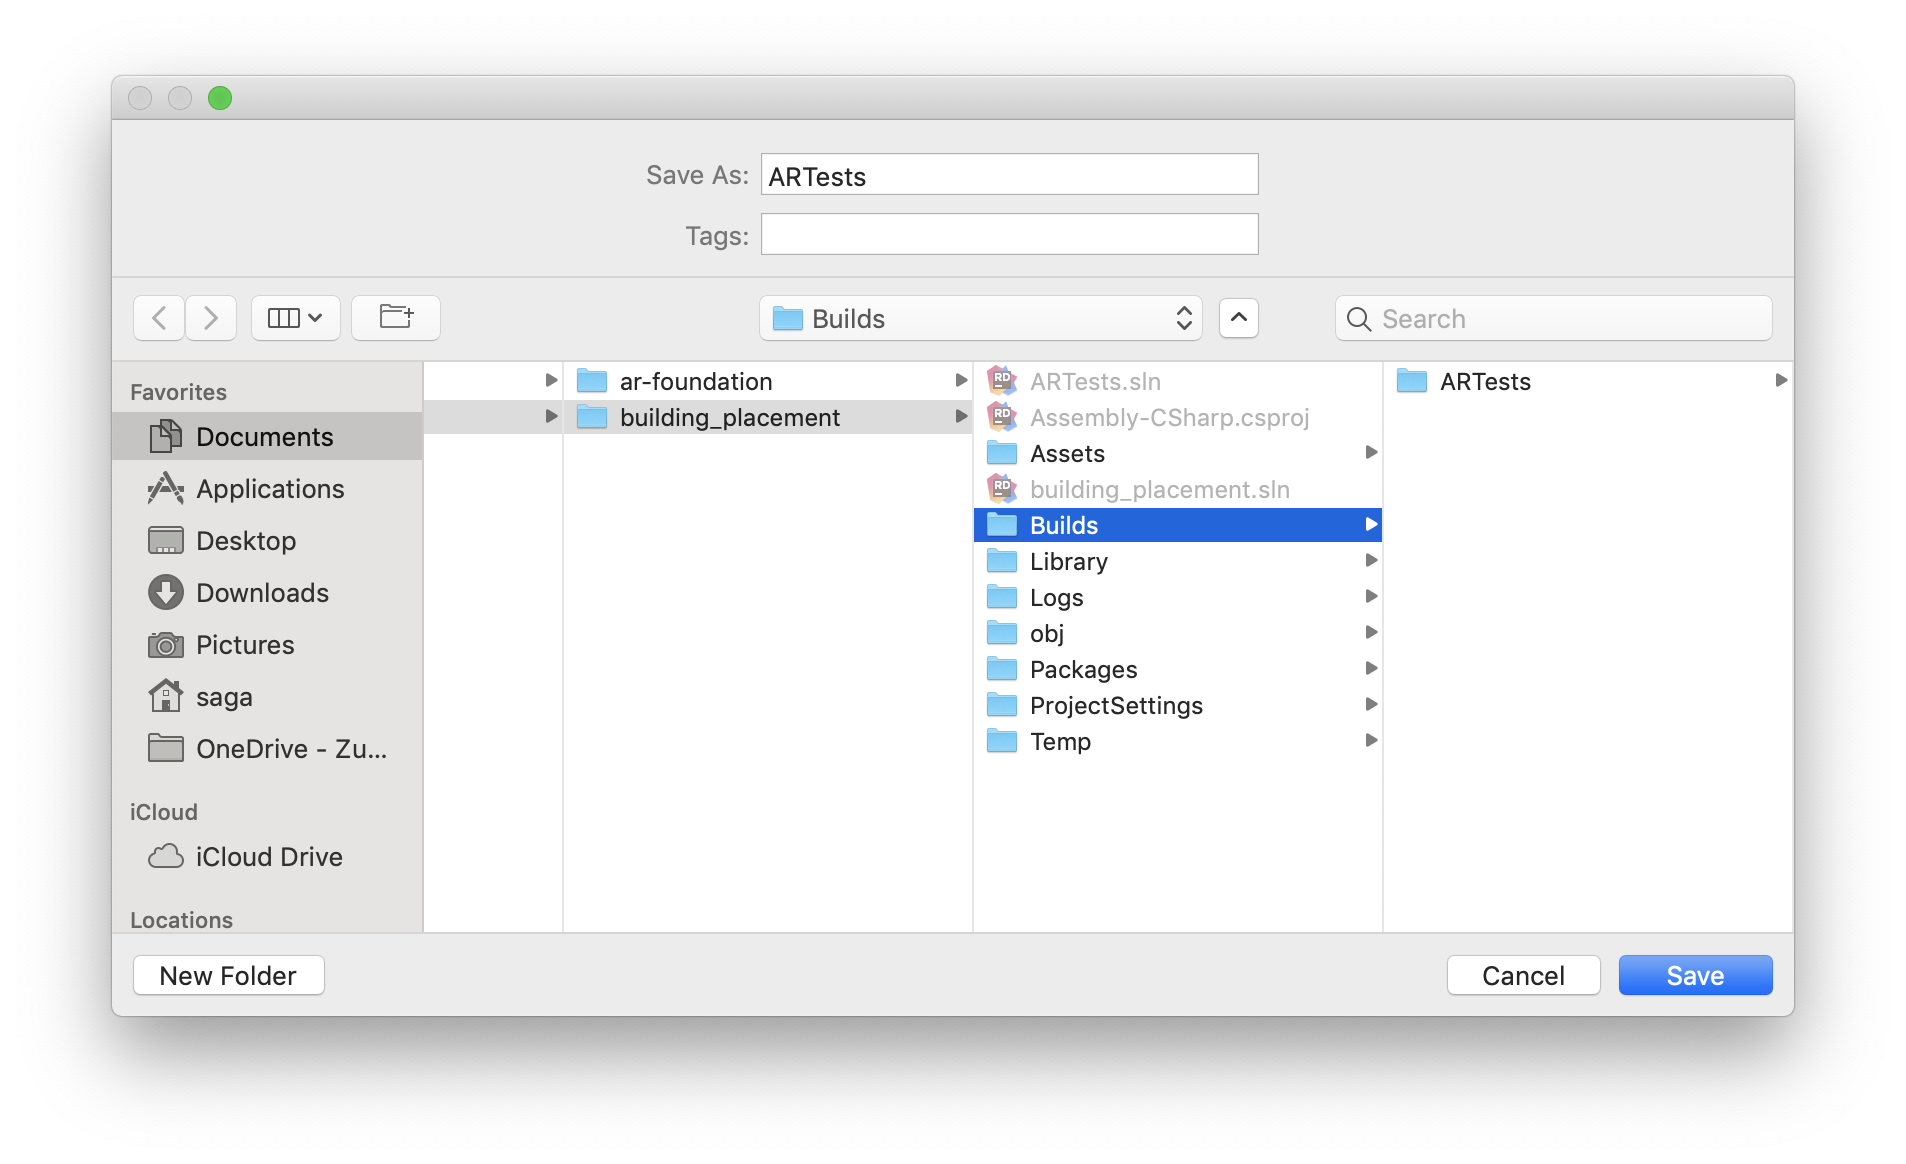 Save As: ARTests
Tags:
Builds
Search
Favorites
Documents
Applications
Desktop
Downloads
Pictures
saga
OneDrive - Zu...
iCloud
iCloud Drive
Locations
ar-foundation
building_placement
RD ARTests.sln
RD Assembly-CSharp.csproj
Assets
RD building_placement.sln
Builds
Library
Logs
obj
Packages
ProjectSettings
Temp
ARTests
New Folder
Cancel
Save